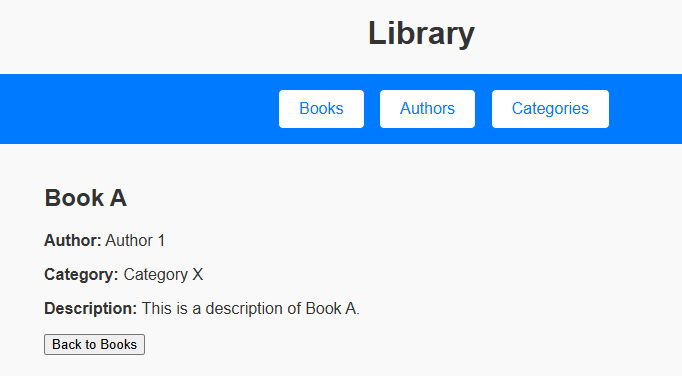 Library
Books Authors Categories
Book A
Author: Author 1
Category: Category X
Description: This is a description of Book A.
Back to Books